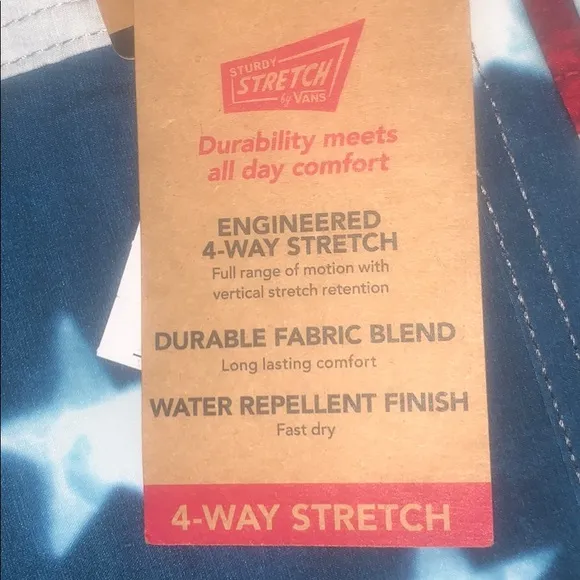 STURDY
STRETCH
by VANS
Durability meets
all day comfort
ENGINEERED
4-WAY STRETCH
Full range of motion with
vertical stretch retention
DURABLE FABRIC BLEND
Long lasting comfort
WATER REPELLENT FINISH
Fast dry
4-WAY STRETCH